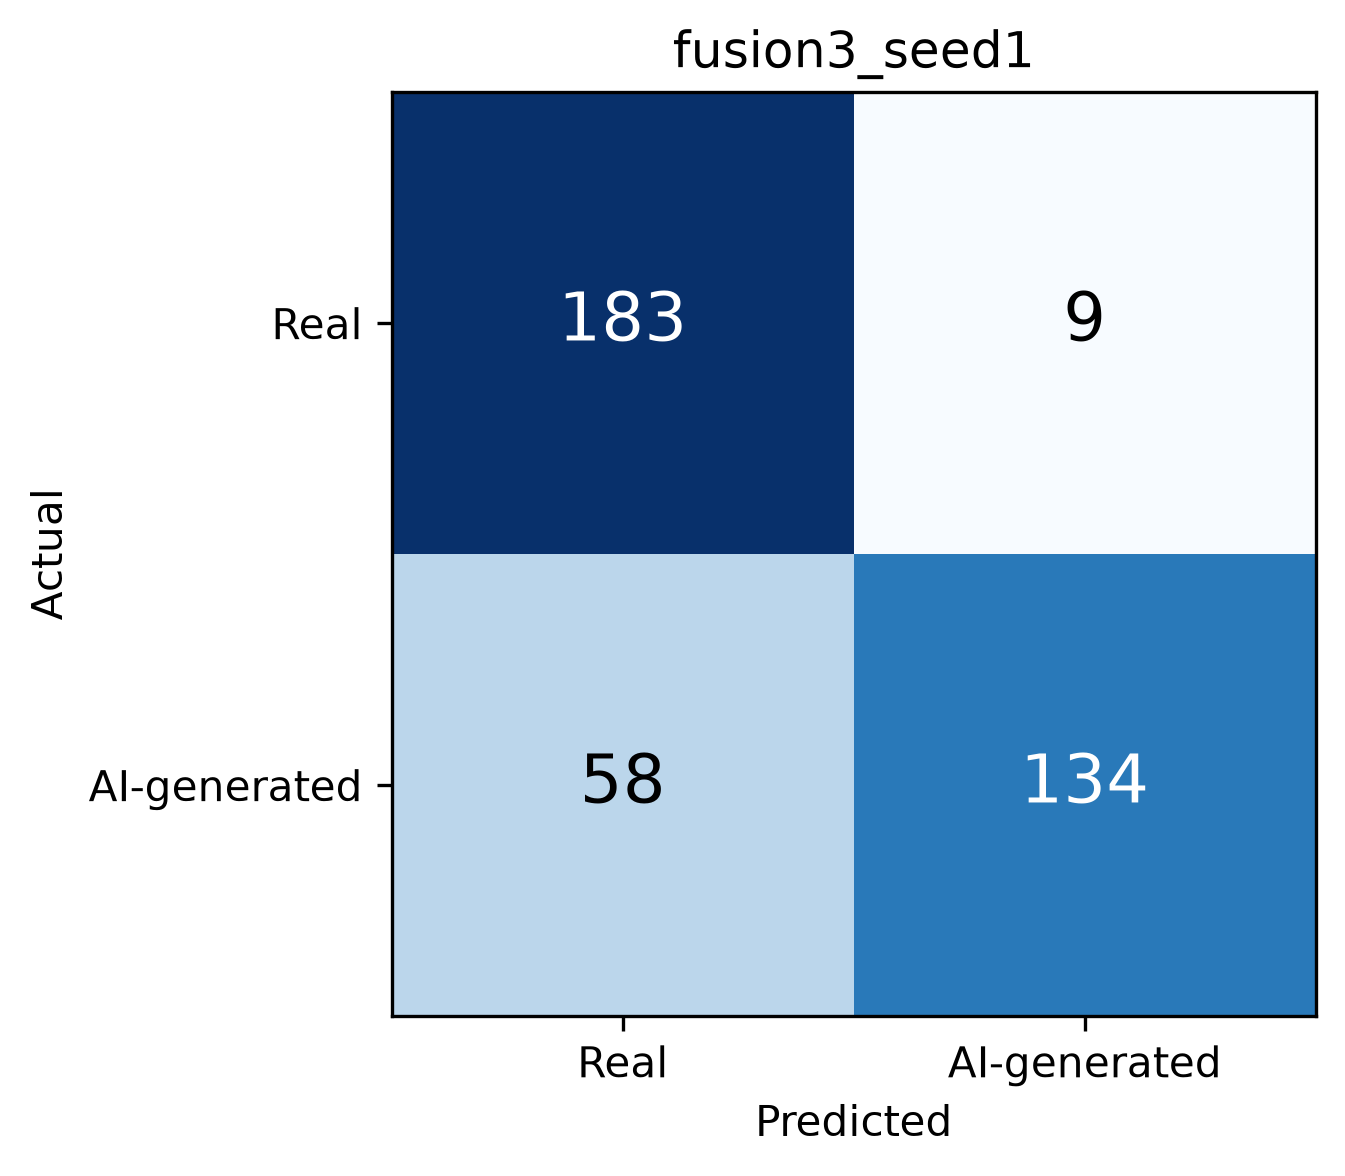 fusion3_seed1
Actual
Real
183
9
AI-generated
58
134
Real
AI-generated
Predicted